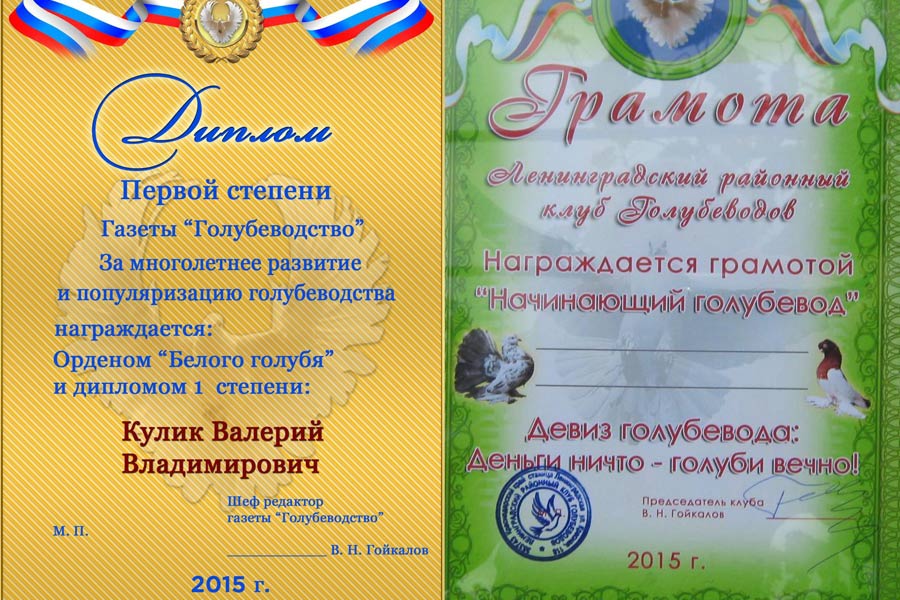 Диплом
Первой степени
Газеты “Голубеводство”
За многолетнее развитие
и популяризацию голубеводства
награждается:
Орденом “Белого голубя”
и дипломом 1 степени:
Кулик Валерий
Владимирович
Шеф редактор
газеты “Голубеводство”
М. П.
В. Н. Гойкалов
2015 г.
Грамота
Ленинградский районный
клуб Голубеводов
Награждается грамотой
“Начинающий голубевод”
Девиз голубевода:
Деньги ничто - голуби вечно!
Председатель клуба
В. Н. Гойкалов
2015 г.